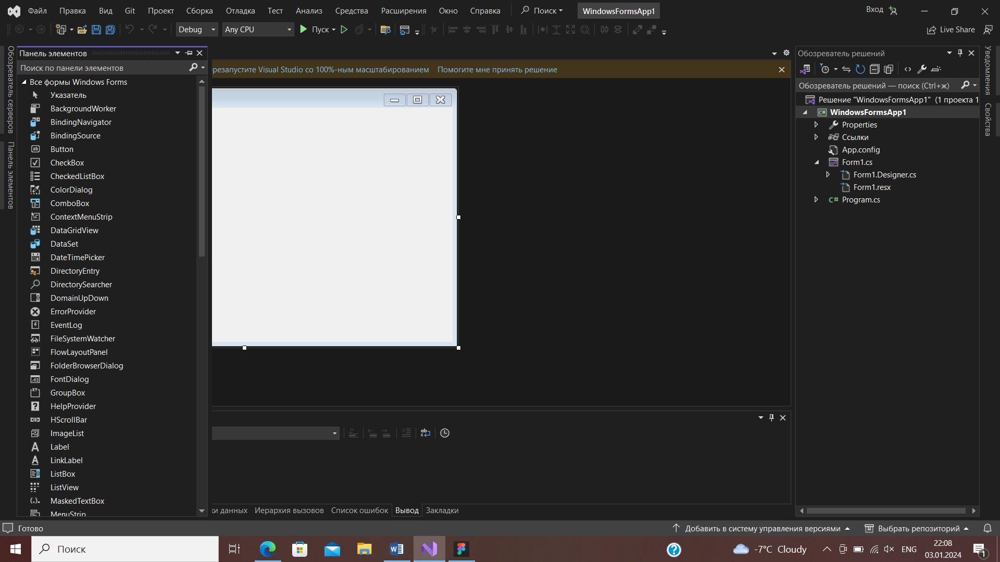 Файл Правка Вид Git Проект Сборка Отладка Тест Анализ Средства Расширения Окно Справка Поиск WindowsFormsApp1 Вход
Debug Any CPU Пуск Live Share
Обозреватель серверов
Панель элементов
Панель элементов
Поиск по панели элементов
Все формы Windows Forms
Указатель
BackgroundWorker
BindingNavigator
BindingSource
Button
CheckBox
CheckedListBox
ColorDialog
ComboBox
ContextMenuStrip
DataGridView
DataSet
DateTimePicker
DirectoryEntry
DirectorySearcher
DomainUpDown
ErrorProvider
EventLog
FileSystemWatcher
FlowLayoutPanel
FolderBrowserDialog
FontDialog
GroupBox
HelpProvider
HScrollBar
ImageList
Label
LinkLabel
ListBox
ListView
MaskedTextBox
MenuStrip
резапустите Visual Studio со 100%-ным масштабированием Помогите мне принять решение
ки данных Иерархия вызовов Список ошибок Вывод Закладки
Обозреватель решений
Обозреватель решений — поиск (Ctrl+ж)
Решение "WindowsFormsApp1" (1 проекта 1
WindowsFormsApp1
Properties
Ссылки
App.config
Form1.cs
Form1.Designer.cs
Form1.resx
C# Program.cs
Уведомления
Свойства
Готово Добавить в систему управления версиями Выбрать репозиторий
Поиск -7°C Cloudy ENG 22:08
03.01.2024 1